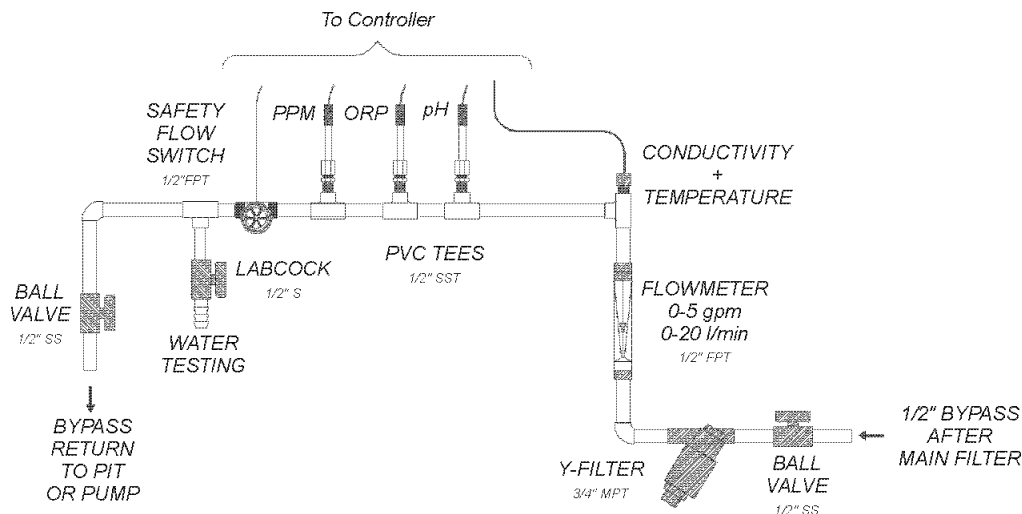 To Controller
SAFETY
FLOW
SWITCH
1/2"FPT
PPM
ORP
pH
CONDUCTIVITY
+
TEMPERATURE
PVC TEES
1/2" SST
LABCOCK
1/2" S
BALL
VALVE
1/2" SS
WATER
TESTING
FLOWMETER
0-5 gpm
0-20 l/min
1/2" FPT
BYPASS
RETURN
TO PIT
OR PUMP
Y-FILTER
3/4" MPT
BALL
VALVE
1/2" SS
1/2" BYPASS
AFTER
MAIN FILTER